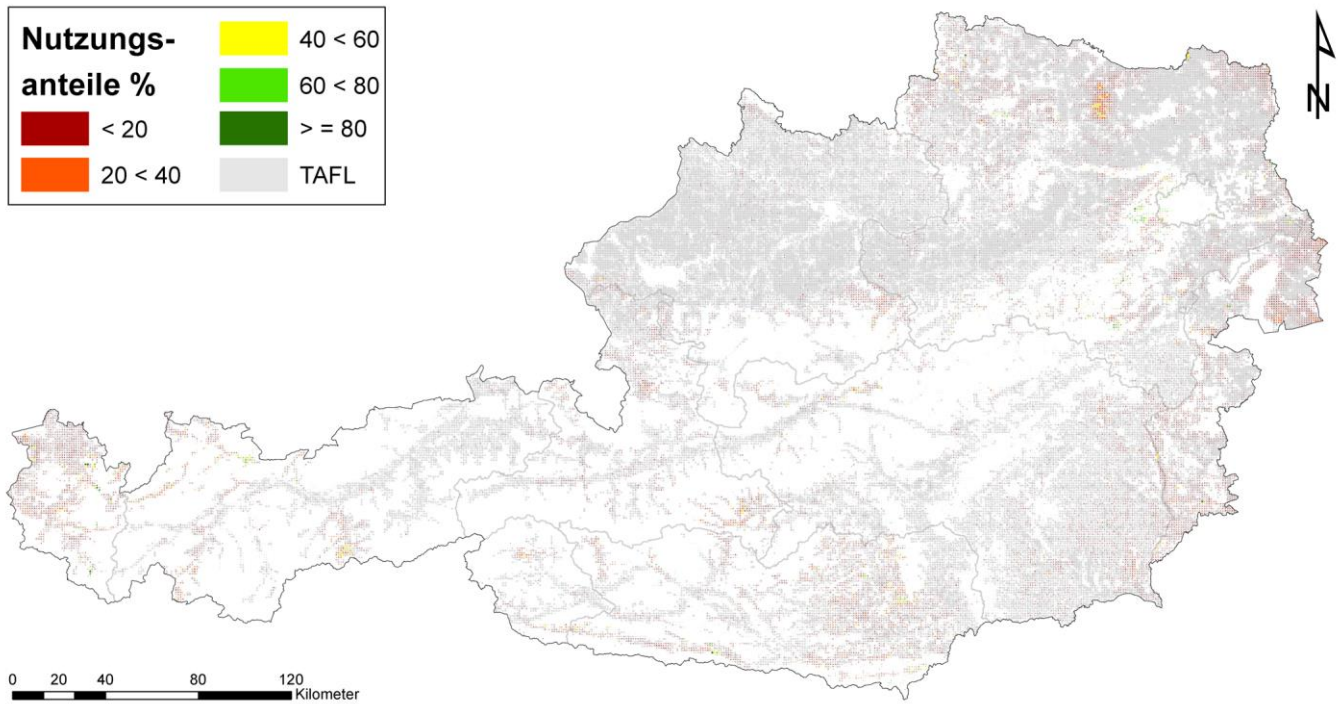 Nutzungs-
anteile %
< 20
20 < 40
40 < 60
60 < 80
> = 80
TAFL
N
0 20 40 80 120
Kilometer